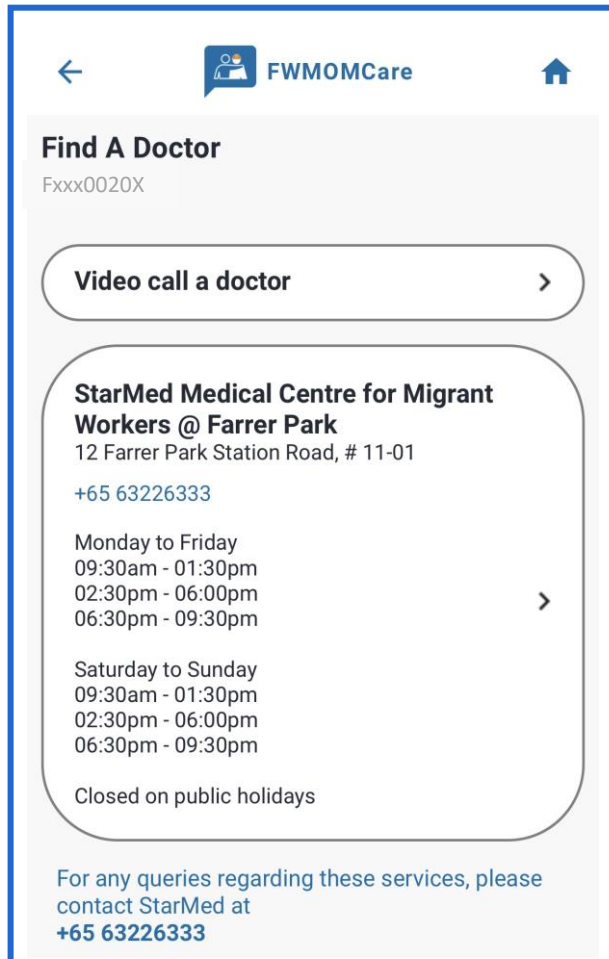 FWMOMCare
Find A Doctor
Fxxx0020X
Video call a doctor
StarMed Medical Centre for Migrant
Workers @ Farrer Park
12 Farrer Park Station Road, # 11-01
+65 63226333
Monday to Friday
09:30am - 01:30pm
02:30pm - 06:00pm
06:30pm - 09:30pm
Saturday to Sunday
09:30am - 01:30pm
02:30pm - 06:00pm
06:30pm - 09:30pm
Closed on public holidays
For any queries regarding these services, please
contact StarMed at
+65 63226333